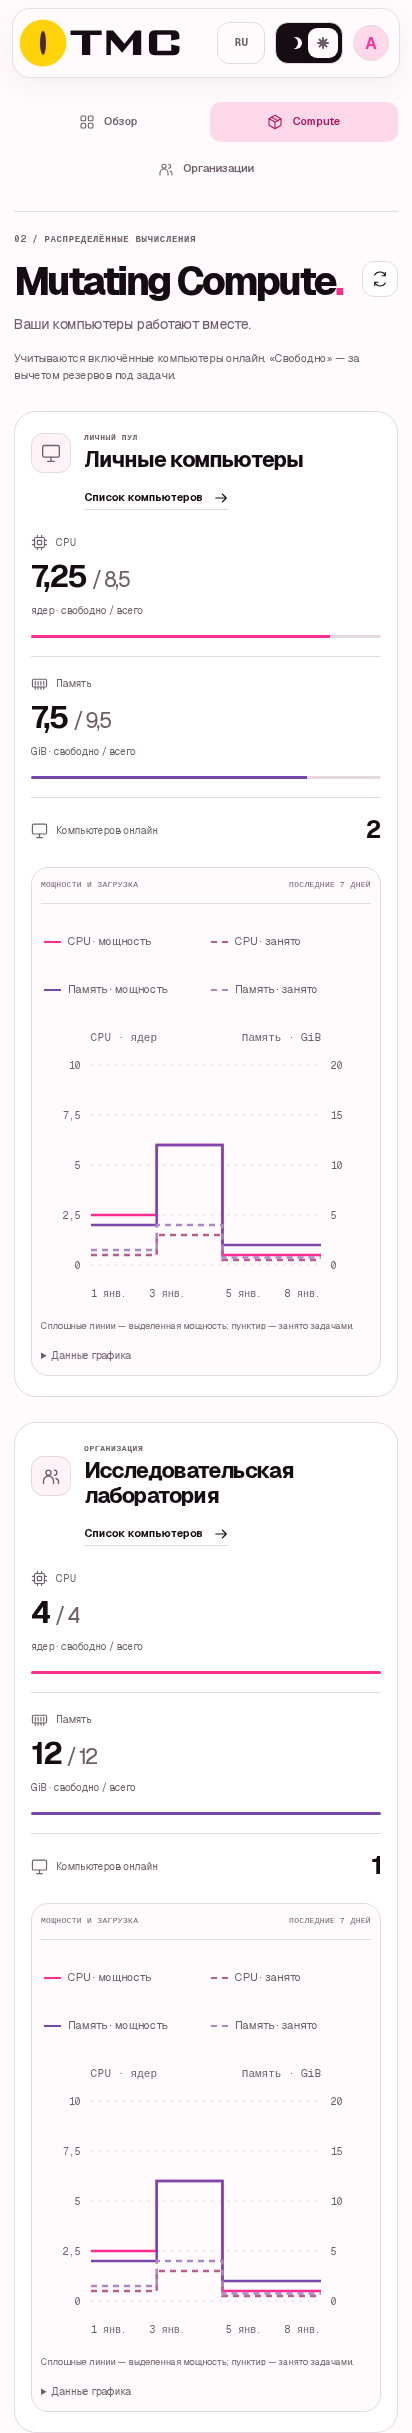 TMC
RU
A
Обзор
Compute
Организации
02 / РАСПРЕДЕЛЁННЫЕ ВЫЧИСЛЕНИЯ
Mutating Compute.
Ваши компьютеры работают вместе.
Учитываются включённые компьютеры онлайн. «Свободно» — за
вычетом резервов под задачи.
ЛИЧНЫЙ ПУЛ
Личные компьютеры
Список компьютеров →
CPU
7,25 / 8,5
ядер · свободно / всего
Память
7,5 / 9,5
GiB · свободно / всего
Компьютеров онлайн 2
МОЩНОСТИ И ЗАГРУЗКА ПОСЛЕДНИЕ 7 ДНЕЙ
CPU · мощность CPU · занято
Память · мощность Память · занято
CPU · ядер Память · GiB
10 20
7,5 15
5 10
2,5 5
0 0
1 янв. 3 янв. 5 янв. 8 янв.
Сплошные линии — выделенная мощность; пунктир — занято задачами.
▶ Данные графика
ОРГАНИЗАЦИЯ
Исследовательская
лаборатория
Список компьютеров →
CPU
4 / 4
ядер · свободно / всего
Память
12 / 12
GiB · свободно / всего
Компьютеров онлайн 1
МОЩНОСТИ И ЗАГРУЗКА ПОСЛЕДНИЕ 7 ДНЕЙ
CPU · мощность CPU · занято
Память · мощность Память · занято
CPU · ядер Память · GiB
10 20
7,5 15
5 10
2,5 5
0 0
1 янв. 3 янв. 5 янв. 8 янв.
Сплошные линии — выделенная мощность; пунктир — занято задачами.
▶ Данные графика